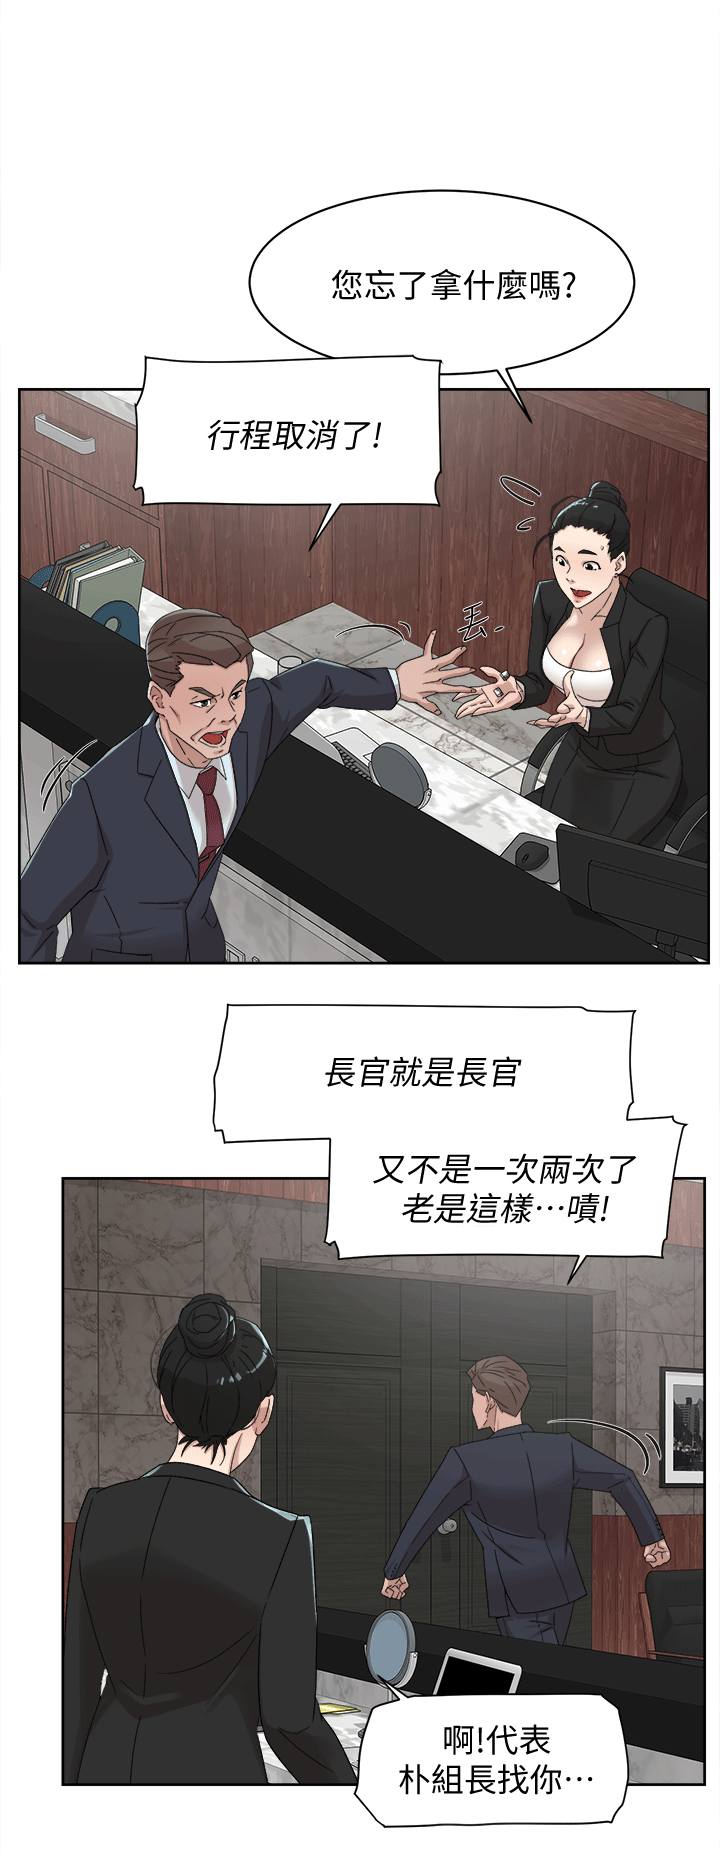 您忘了拿什麼嗎?
行程取消了!
丟
長官就是長官
又不是一次兩次了
老是這樣…嘖!
啊!代表
朴組長找你…